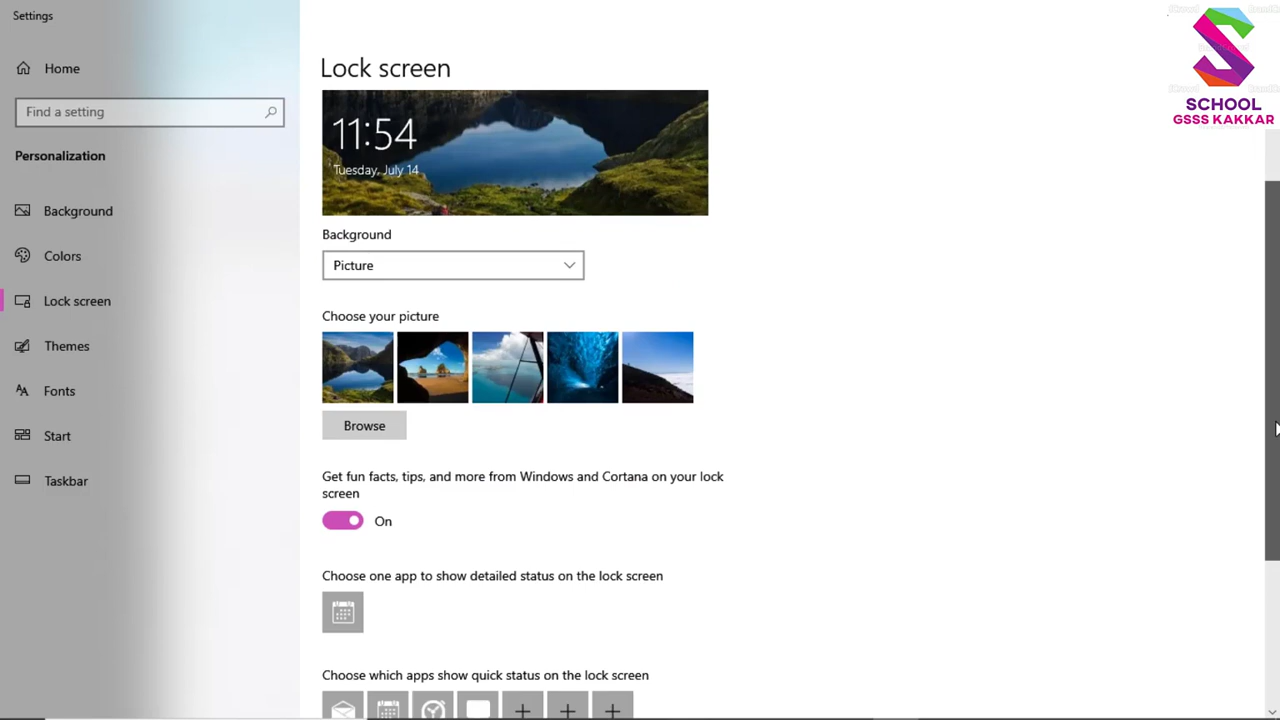 Settings
Home
Find a setting
Personalization
Background
Colors
Lock screen
Themes
Fonts
Start
Taskbar
Lock screen
11:54
Tuesday, July 14
Background
Picture
Choose your picture
Browse
Get fun facts, tips, and more from Windows and Cortana on your lock
screen
On
Choose one app to show detailed status on the lock screen
Choose which apps show quick status on the lock screen
SCHOOL
GSSS KAKKAR